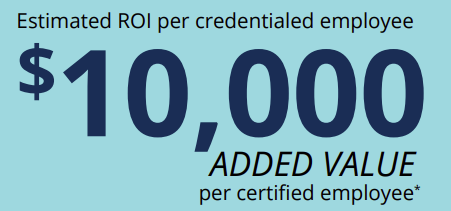 Estimated ROI per credentialed employee
$10,000
ADDED VALUE
per certified employee*